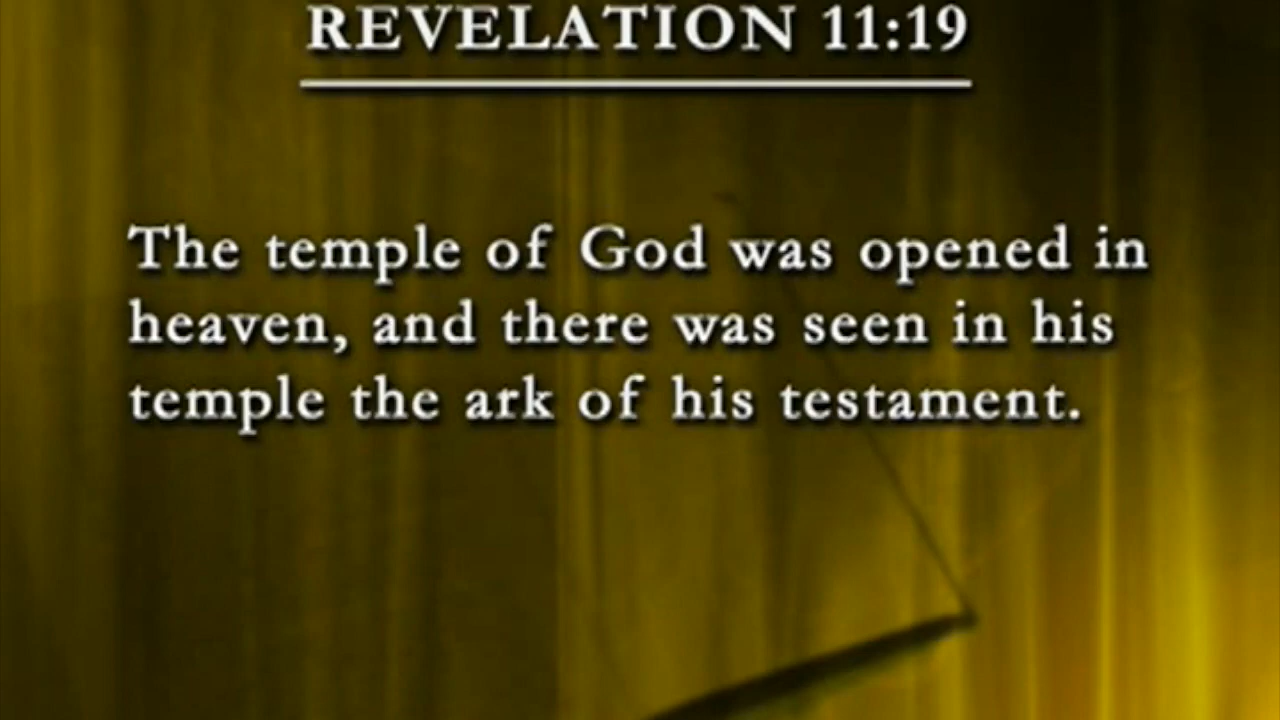 REVELATION 11:19
The temple of God was opened in
heaven, and there was seen in his
temple the ark of his testament.